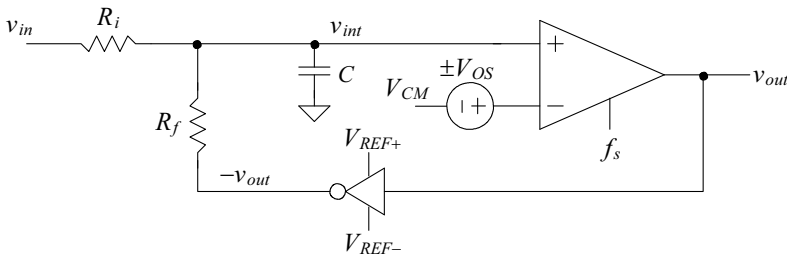 R_i
v_in
v_int
±V_OS
+
C
V_CM
+
−
v_out
−
+
R_f
V_REF+
f_s
−v_out
V_REF−